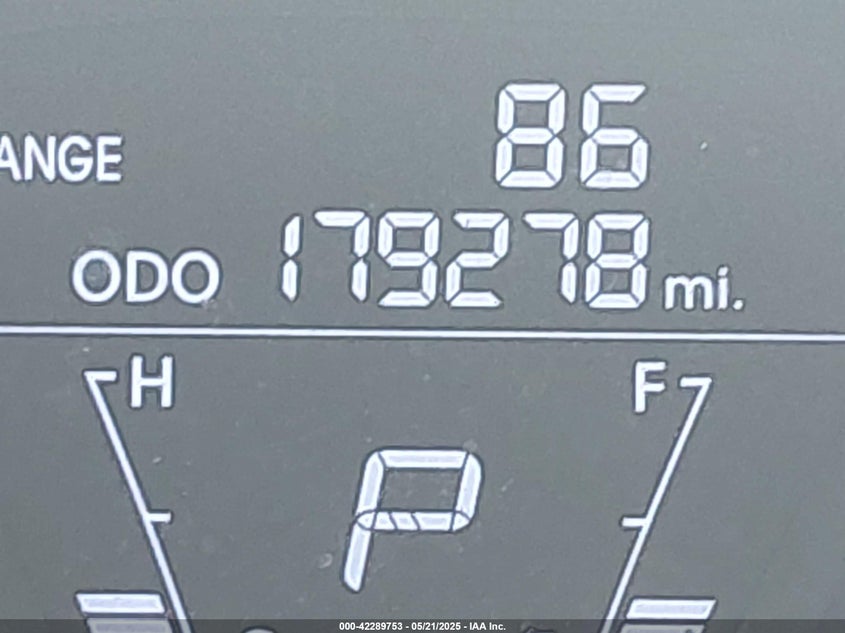 86
ANGE
ODO 179278 mi.
H F
P
000-42289753 - 05/21/2025 - IAA Inc.